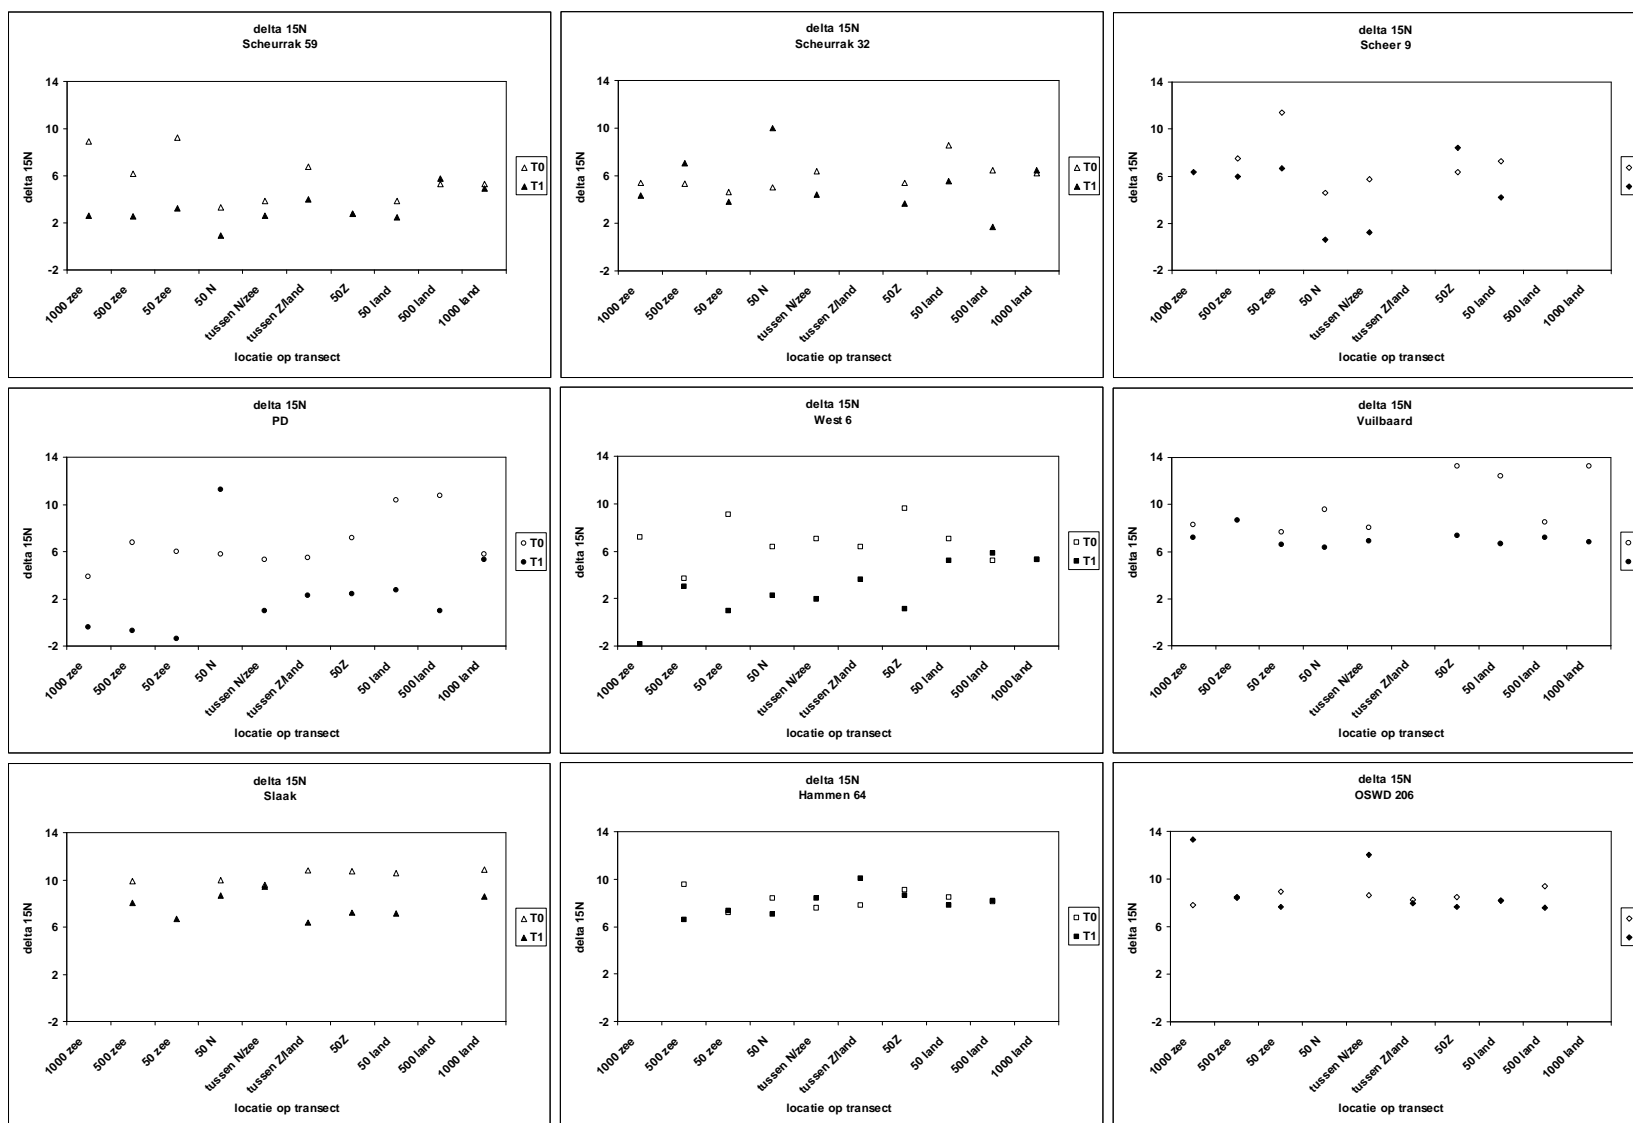 delta 15N
Scheurrak 59
14
10
6
2
-2
delta 15N
1000 zee
500 zee
50 zee
50 N
tussen N/zee
tussen Z/land
50Z
50 land
500 land
1000 land
locatie op transect
T0
T1
delta 15N
Scheurrak 32
14
10
6
2
-2
delta 15N
1000 zee
500 zee
50 zee
50 N
tussen N/zee
tussen Z/land
50Z
50 land
500 land
1000 land
locatie op transect
T0
T1
delta 15N
Scheer 9
14
10
6
2
-2
delta 15N
1000 zee
500 zee
50 zee
50 N
tussen N/zee
tussen Z/land
50Z
50 land
500 land
1000 land
locatie op transect
delta 15N
PD
14
10
6
2
-2
delta 15N
1000 zee
500 zee
50 zee
50 N
tussen N/zee
tussen Z/land
50Z
50 land
500 land
1000 land
locatie op transect
T0
T1
delta 15N
West 6
14
10
6
2
-2
delta 15N
1000 zee
500 zee
50 zee
50 N
tussen N/zee
tussen Z/land
50Z
50 land
500 land
1000 land
locatie op transect
T0
T1
delta 15N
Vuilbaard
14
10
6
2
-2
delta 15N
1000 zee
500 zee
50 zee
50 N
tussen N/zee
tussen Z/land
50Z
50 land
500 land
1000 land
locatie op transect
delta 15N
Slaak
14
10
6
2
-2
delta 15N
1000 zee
500 zee
50 zee
50 N
tussen N/zee
tussen Z/land
50Z
50 land
500 land
1000 land
locatie op transect
T0
T1
delta 15N
Hammen 64
14
10
6
2
-2
delta 15N
1000 zee
500 zee
50 zee
50 N
tussen N/zee
tussen Z/land
50Z
50 land
500 land
1000 land
locatie op transect
T0
T1
delta 15N
OSWD 206
14
10
6
2
-2
delta 15N
1000 zee
500 zee
50 zee
50 N
tussen N/zee
tussen Z/land
50Z
50 land
500 land
1000 land
locatie op transect